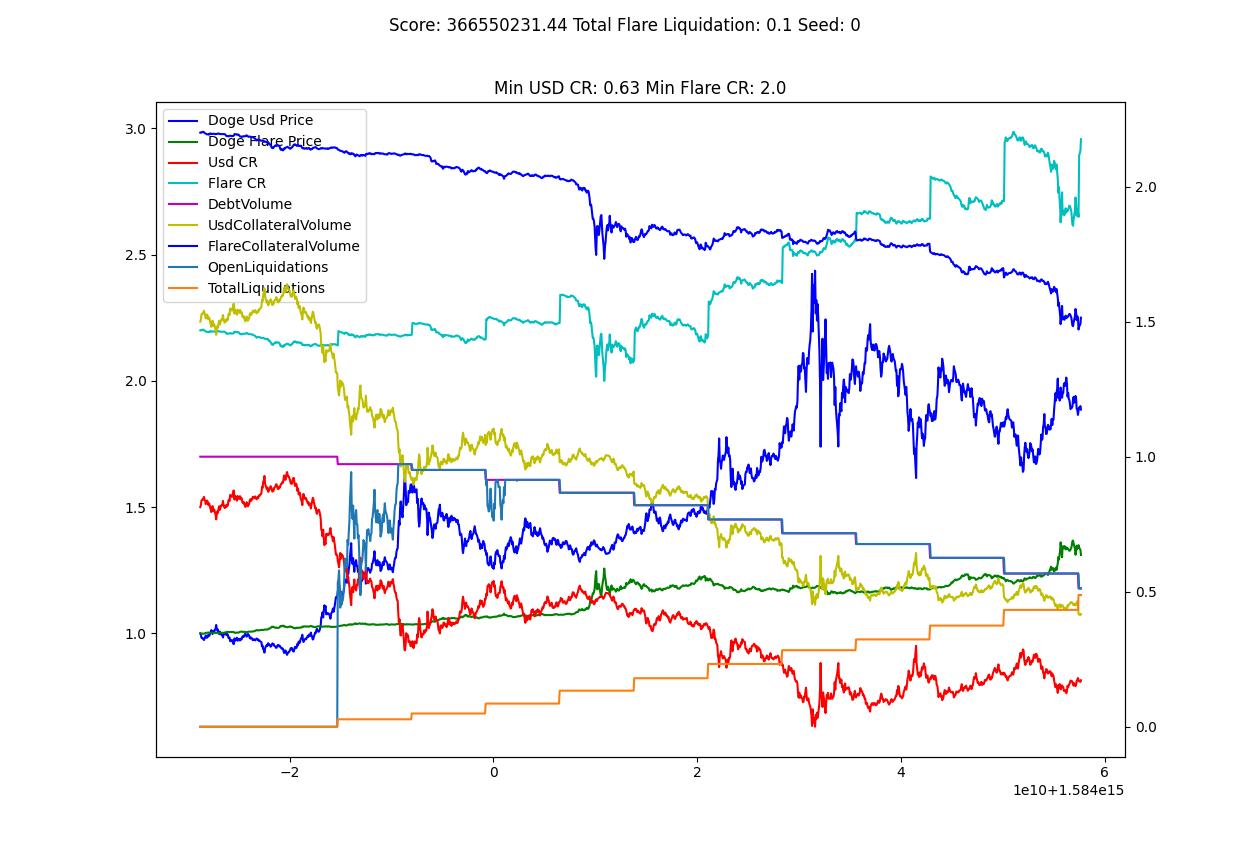 Score: 366550231.44 Total Flare Liquidation: 0.1 Seed: 0
Min USD CR: 0.63 Min Flare CR: 2.0
Doge Usd Price
Doge Flare Price
Usd CR
Flare CR
DebtVolume
UsdCollateralVolume
FlareCollateralVolume
OpenLiquidations
TotalLiquidations
3.0
2.5
2.0
1.5
1.0
2.0
1.5
1.0
0.5
0.0
−2
0
2
4
6
1e10+1.584e15